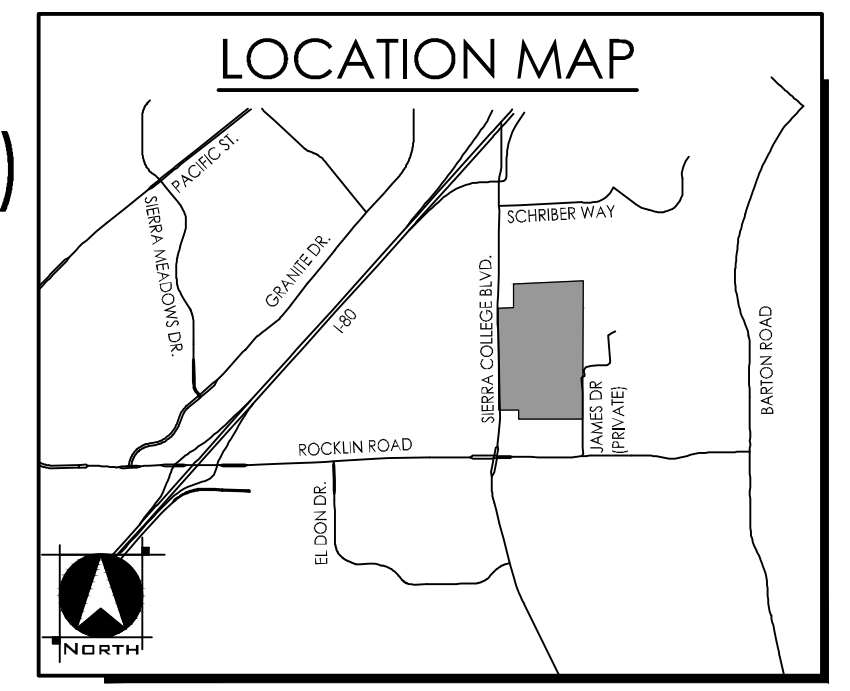 )
LOCATION MAP
PACIFIC ST.
SIERRA MEADOWS DR.
GRANITE DR.
I-80
SCHRIBER WAY
SIERRA COLLEGE BLVD.
BARTON ROAD
JAMES DR
(PRIVATE)
ROCKLIN ROAD
EL DON DR.
NORTH